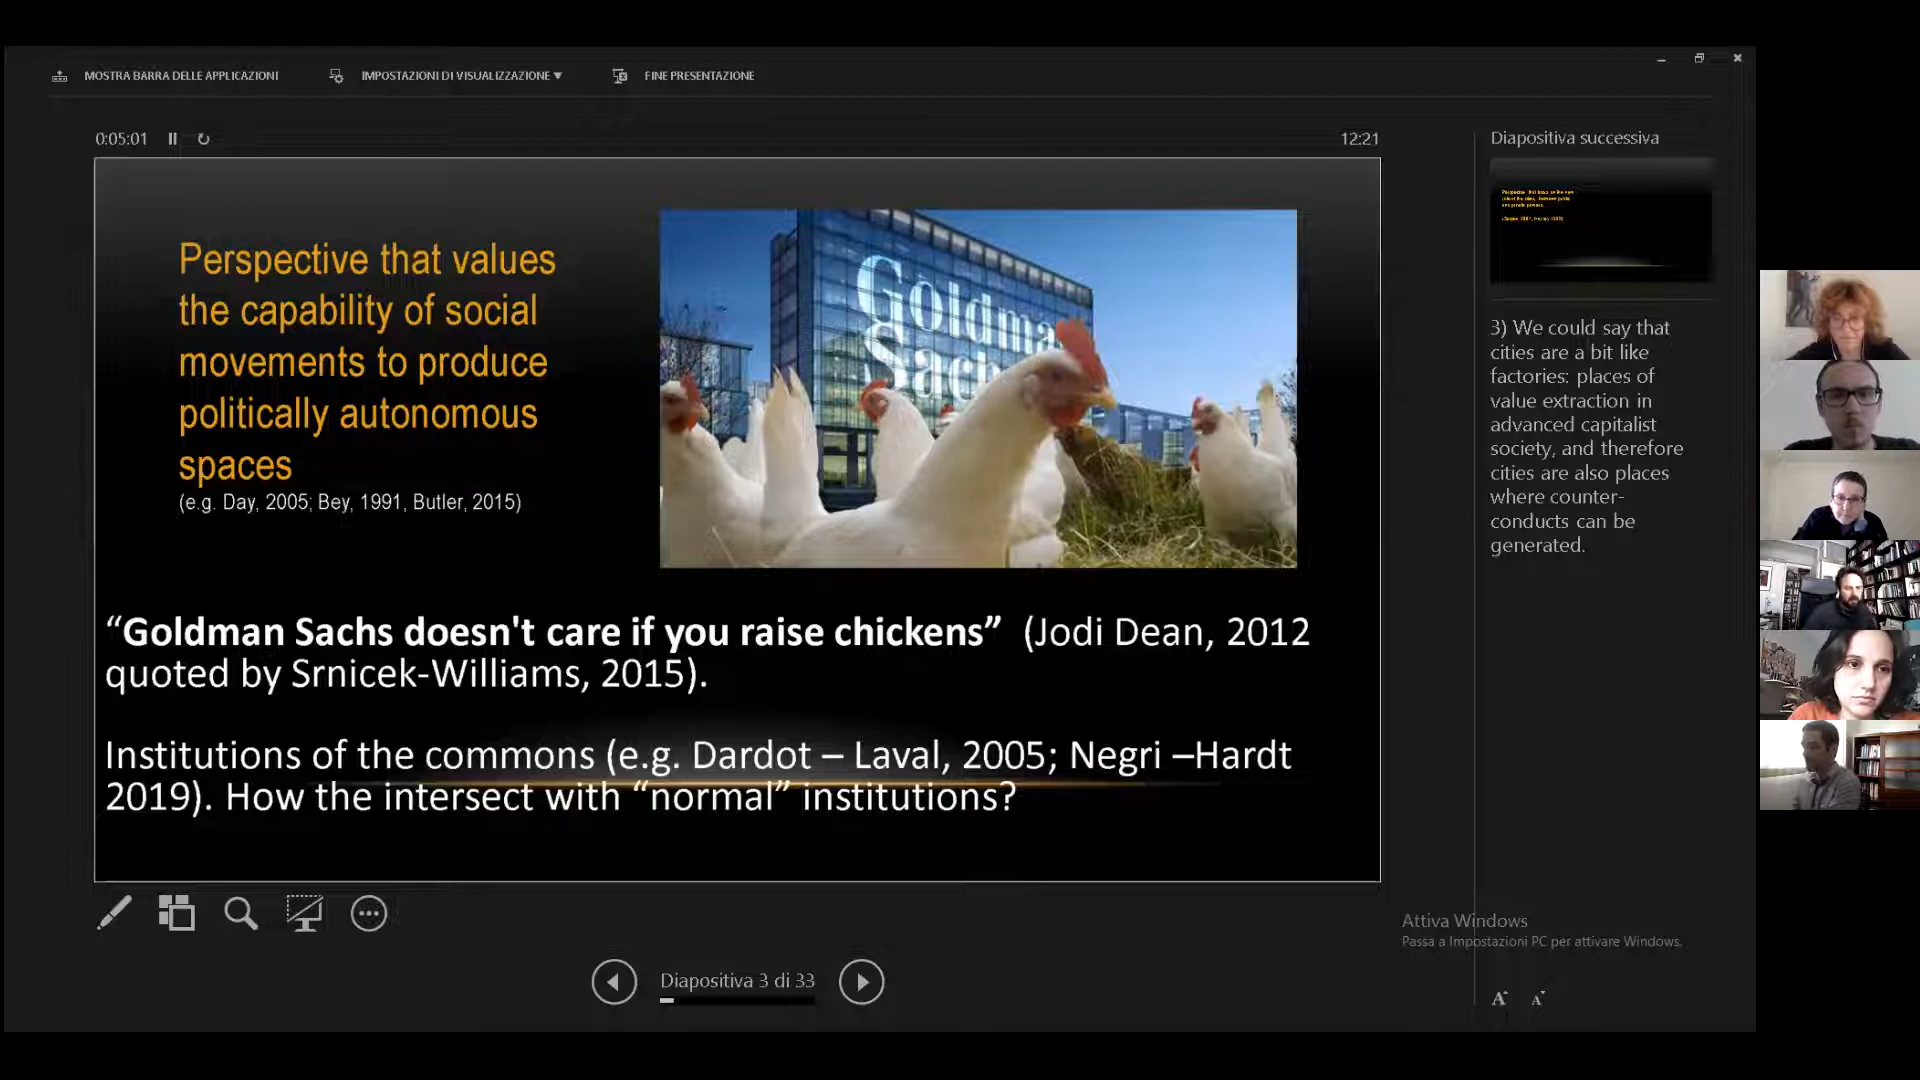 MOSTRA BARRA DELLE APPLICAZIONI
IMPOSTAZIONI DI VISUALIZZAZIONE ▼
FINE PRESENTAZIONE
0:05:01
12:21
Diapositiva successiva
Perspective that values
the capability of social
movements to produce
politically autonomous
spaces
(e.g. Day, 2005; Bey, 1991, Butler, 2015)
Goldma
Sach
“Goldman Sachs doesn't care if you raise chickens” (Jodi Dean, 2012
quoted by Srnicek-Williams, 2015).
Institutions of the commons (e.g. Dardot – Laval, 2005; Negri –Hardt
2019). How the intersect with “normal” institutions?
3) We could say that
cities are a bit like
factories: places of
value extraction in
advanced capitalist
society, and therefore
cities are also places
where counter-
conducts can be
generated.
Attiva Windows
Passa a Impostazioni PC per attivare Windows.
Diapositiva 3 di 33
A A